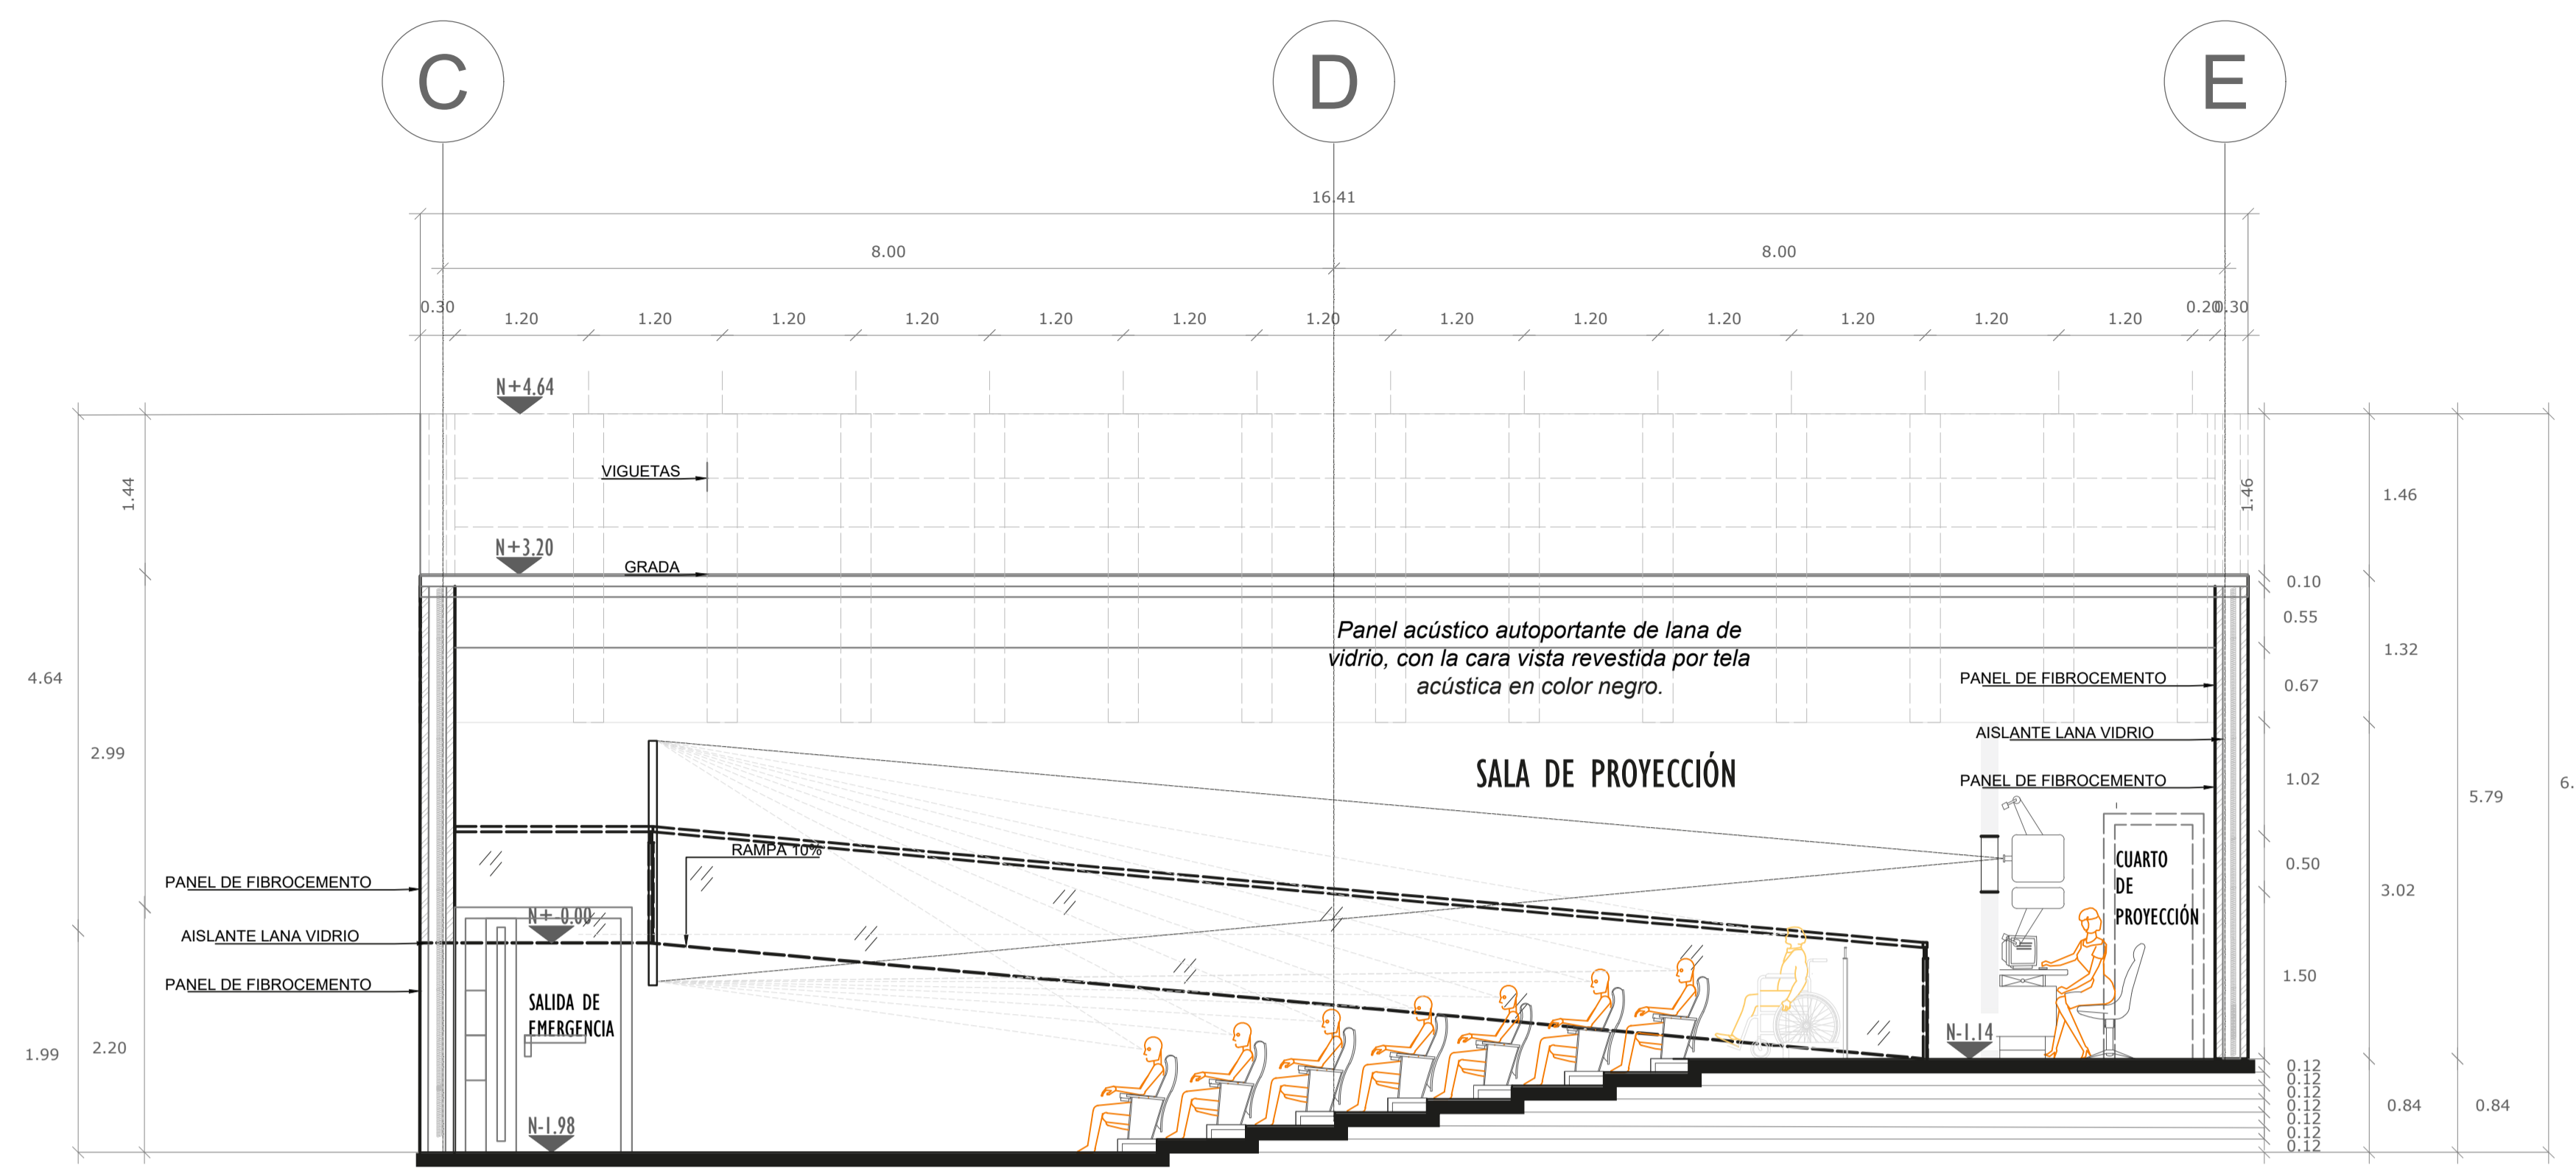 C
D
E
16.41
8.00
8.00
0.30
1.20
1.20
1.20
1.20
1.20
1.20
1.20
1.20
1.20
1.20
1.20
1.20
1.20
0.20
0.30
N+4.64
1.44
VIGUETAS
1.46
1.46
N+3.20
GRADA
0.10
0.55
Panel acústico autoportante de lana de
vidrio, con la cara vista revestida por tela
acústica en color negro.
1.32
4.64
PANEL DE FIBROCEMENTO
0.67
AISLANTE LANA VIDRIO
2.99
SALA DE PROYECCIÓN
PANEL DE FIBROCEMENTO
1.02
5.79
6.
RAMPA 10%
CUARTO
DE
PROYECCIÓN
0.50
PANEL DE FIBROCEMENTO
3.02
N+-0.00
AISLANTE LANA VIDRIO
PANEL DE FIBROCEMENTO
1.50
SALIDA DE
EMERGENCIA
N-1.14
1.99
2.20
0.12
0.12
0.12
0.12
0.12
0.12
0.12
0.84
0.84
N-1.98